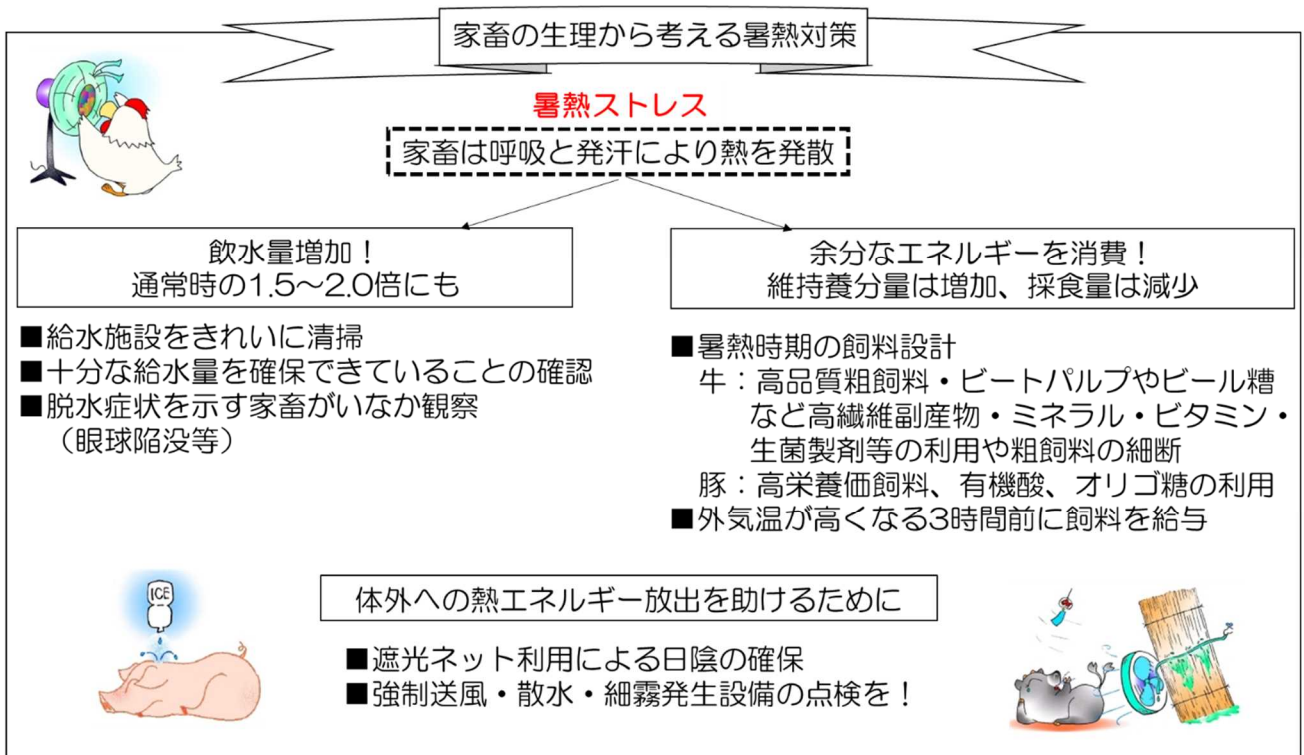 家畜の生理から考える暑熱対策
暑熱ストレス
家畜は呼吸と発汗により熱を発散
飲水量増加！
通常時の1.5～2.0倍にも
■給水施設をきれいに清掃
■十分な給水量を確保できていることの確認
■脱水症状を示す家畜がいなか観察
（眼球陥没等）
余分なエネルギーを消費！
維持養分量は増加、採食量は減少
■暑熱時期の飼料設計
牛：高品質粗飼料・ビートパルプやビール糟
など高繊維副産物・ミネラル・ビタミン・
生菌製剤等の利用や粗飼料の細断
豚：高栄養価飼料、有機酸、オリゴ糖の利用
■外気温が高くなる3時間前に飼料を給与
ICE
体外への熱エネルギー放出を助けるために
■遮光ネット利用による日陰の確保
■強制送風・散水・細霧発生設備の点検を！